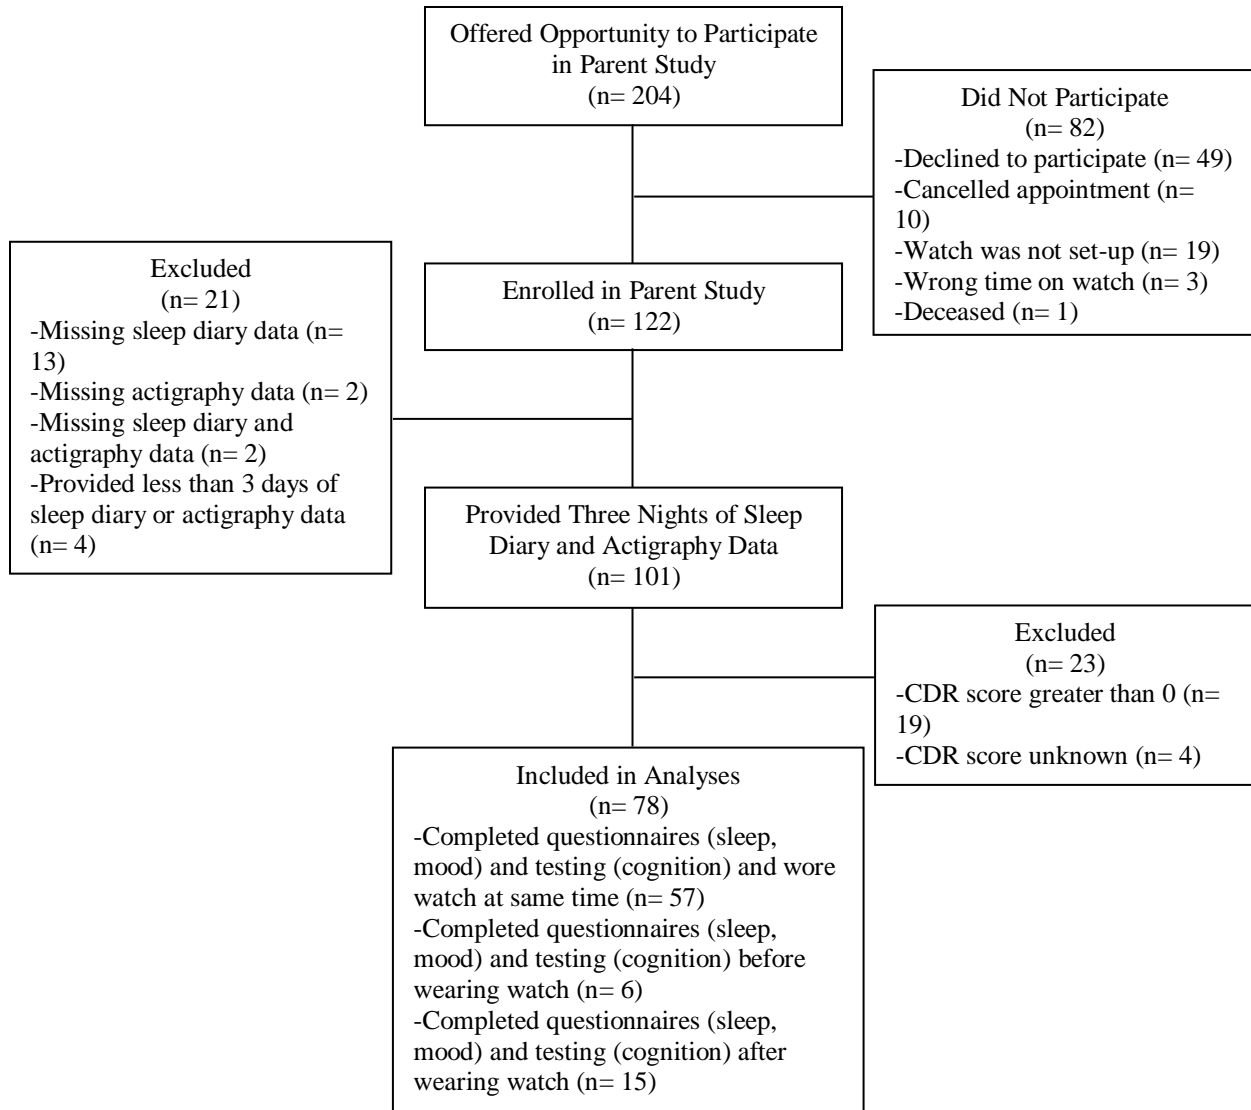 Offered Opportunity to Participate
in Parent Study
(n= 204)
Did Not Participate
(n= 82)
-Declined to participate (n= 49)
-Cancelled appointment (n=
10)
-Watch was not set-up (n= 19)
-Wrong time on watch (n= 3)
-Deceased (n= 1)
Enrolled in Parent Study
(n= 122)
Excluded
(n= 21)
-Missing sleep diary data (n=
13)
-Missing actigraphy data (n= 2)
-Missing sleep diary and
actigraphy data (n= 2)
-Provided less than 3 days of
sleep diary or actigraphy data
(n= 4)
Provided Three Nights of Sleep
Diary and Actigraphy Data
(n= 101)
Excluded
(n= 23)
-CDR score greater than 0 (n=
19)
-CDR score unknown (n= 4)
Included in Analyses
(n= 78)
-Completed questionnaires (sleep,
mood) and testing (cognition) and wore
watch at same time (n= 57)
-Completed questionnaires (sleep,
mood) and testing (cognition) before
wearing watch (n= 6)
-Completed questionnaires (sleep,
mood) and testing (cognition) after
wearing watch (n= 15)